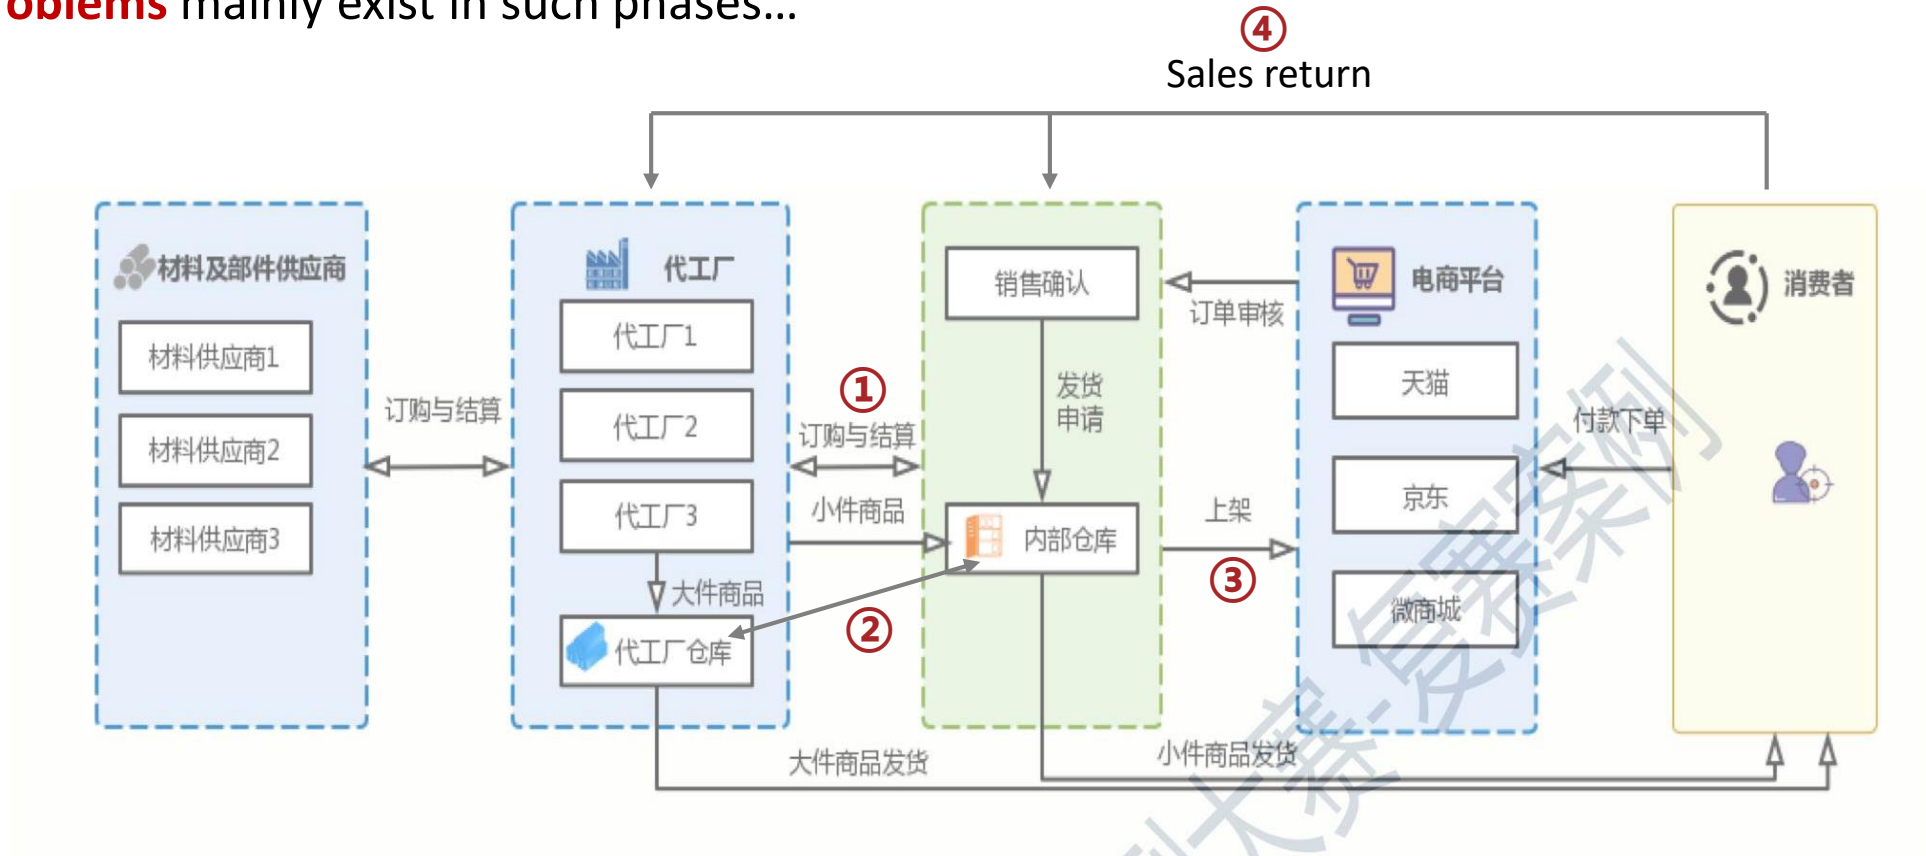 oblems mainly exist in such phases...
④
Sales return
材料及部件供应商
材料供应商1
材料供应商2
材料供应商3
订购与结算
代工厂
代工厂1
代工厂2
代工厂3
大件商品
代工厂仓库
①
订购与结算
小件商品
②
销售确认
发货
申请
内部仓库
订单审核
上架
③
电商平台
天猫
京东
微商城
付款下单
消费者
大件商品发货
小件商品发货
大赛-复赛案例